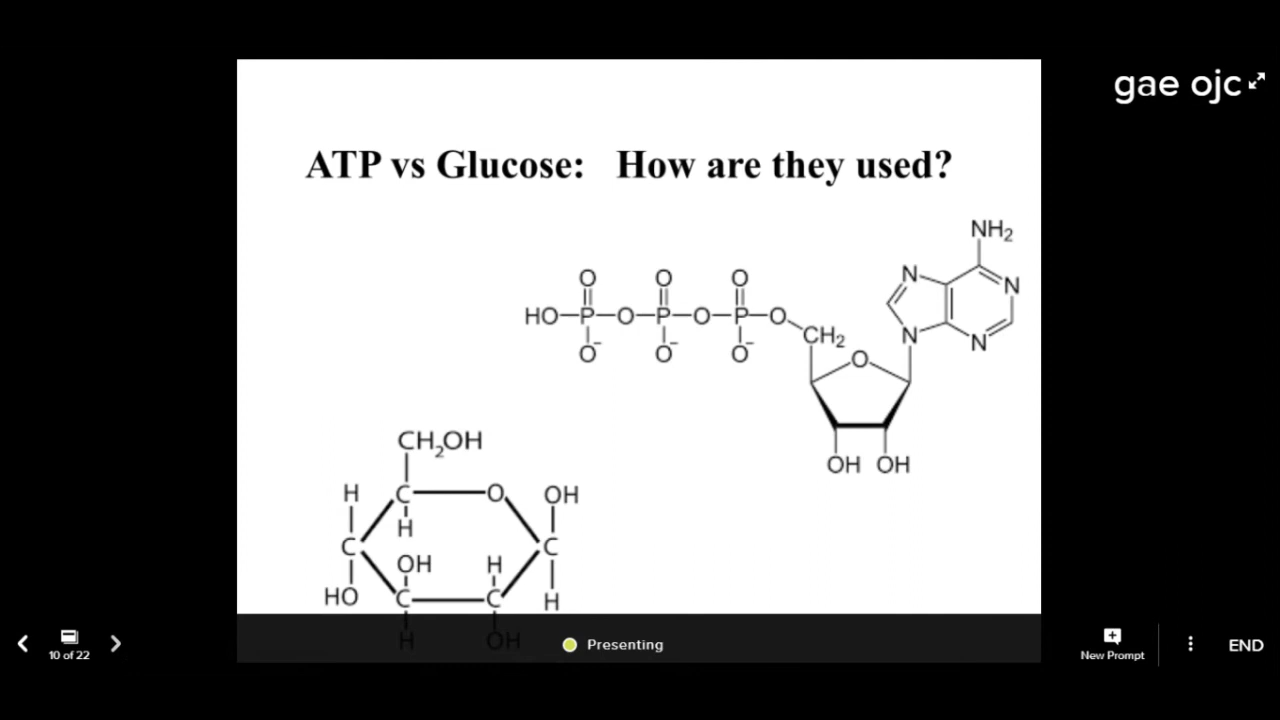 gae ojc
ATP vs Glucose: How are they used?
NH2
N
N
O
O
O
HO–P–O–P–O–P–O
N
N
CH2
O-
O-
O-
O
CH2OH
OH OH
H
C
O
OH
H
C
C
OH
H
HO
C
C
H
H
OH
Presenting
10 of 22
New Prompt
END